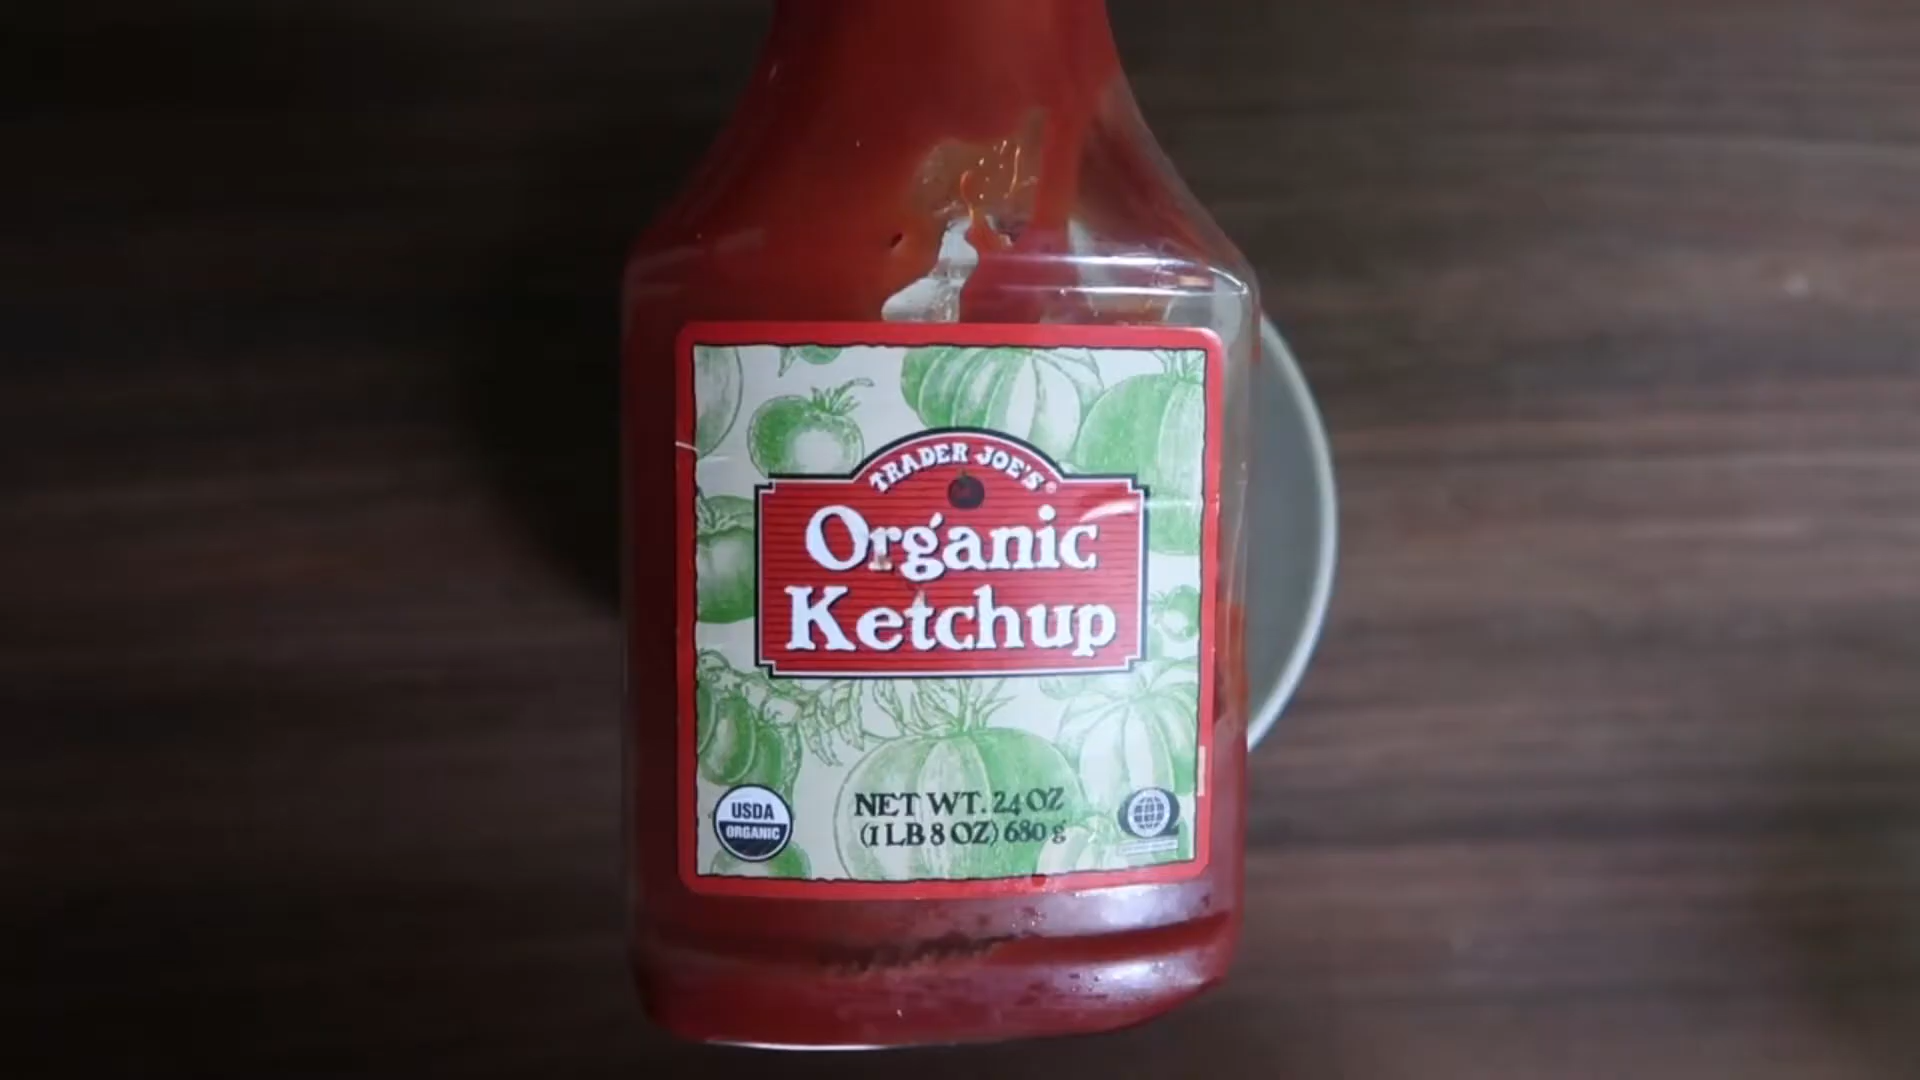 TRADER JOE'S®
Organic
Ketchup
NET WT. 24 OZ
(1 LB 8 OZ) 680 g
USDA
ORGANIC